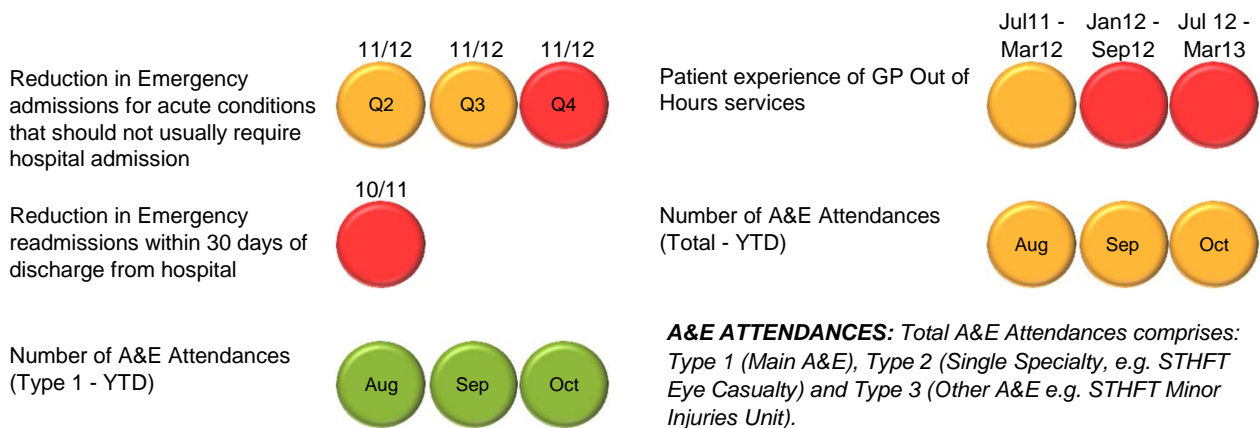 11/12 11/12 11/12
Reduction in Emergency
admissions for acute conditions
that should not usually require
hospital admission
Q2 Q3 Q4
10/11
Reduction in Emergency
readmissions within 30 days of
discharge from hospital
Number of A&E Attendances
(Type 1 - YTD)
Aug Sep Oct
Jul11 - Jan12 - Jul 12 -
Mar12 Sep12 Mar13
Patient experience of GP Out of
Hours services
Number of A&E Attendances
(Total - YTD)
Aug Sep Oct
A&E ATTENDANCES: Total A&E Attendances comprises:
Type 1 (Main A&E), Type 2 (Single Specialty, e.g. STHFT
Eye Casualty) and Type 3 (Other A&E e.g. STHFT Minor
Injuries Unit).